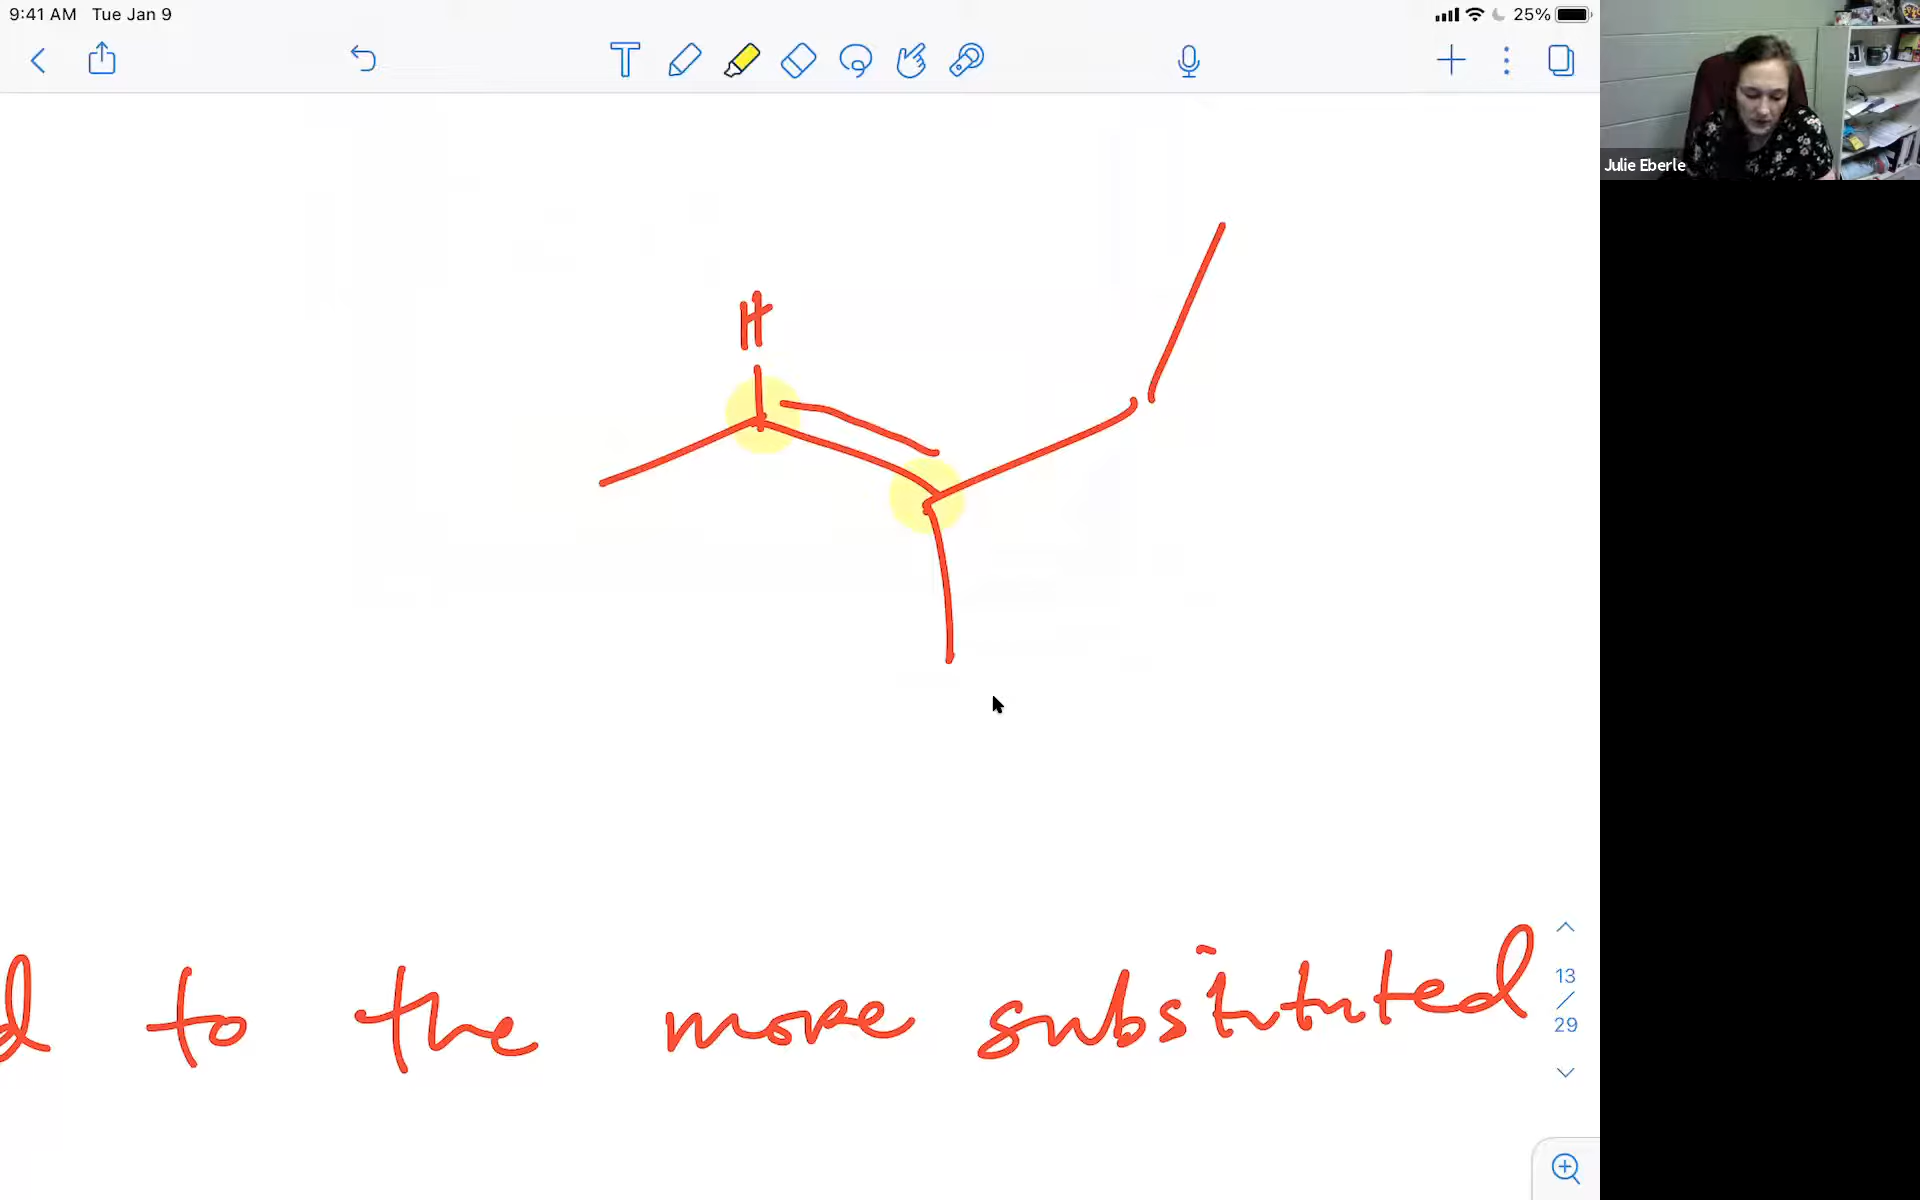 9:41 AM Tue Jan 9
25%
Julie Eberle
H
d to the more substituted
13
/
29